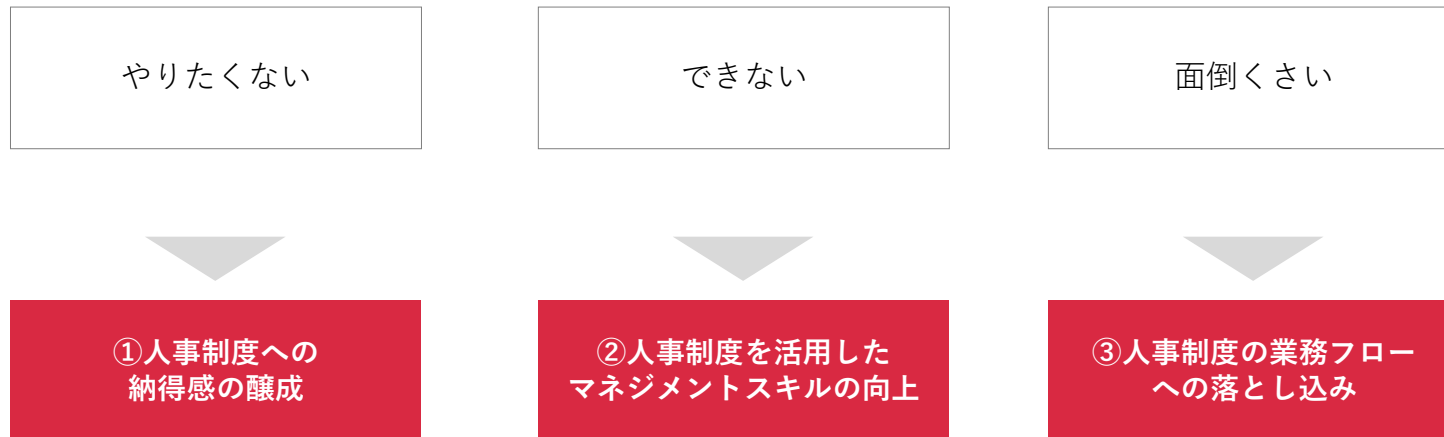 やりたくない
できない
面倒くさい
①人事制度への
納得感の醸成
②人事制度を活用した
マネジメントスキルの向上
③人事制度の業務フロー
への落とし込み